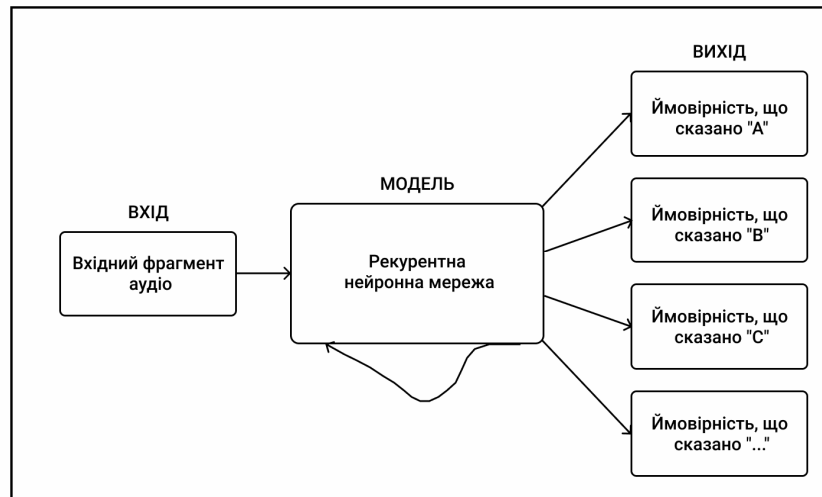 ВХІД
Вхідний фрагмент
аудіо
МОДЕЛЬ
Рекурентна
нейронна мережа
ВИХІД
Ймовірність, що
сказано "А"
Ймовірність, що
сказано "В"
Ймовірність, що
сказано "С"
Ймовірність, що
сказано "..."